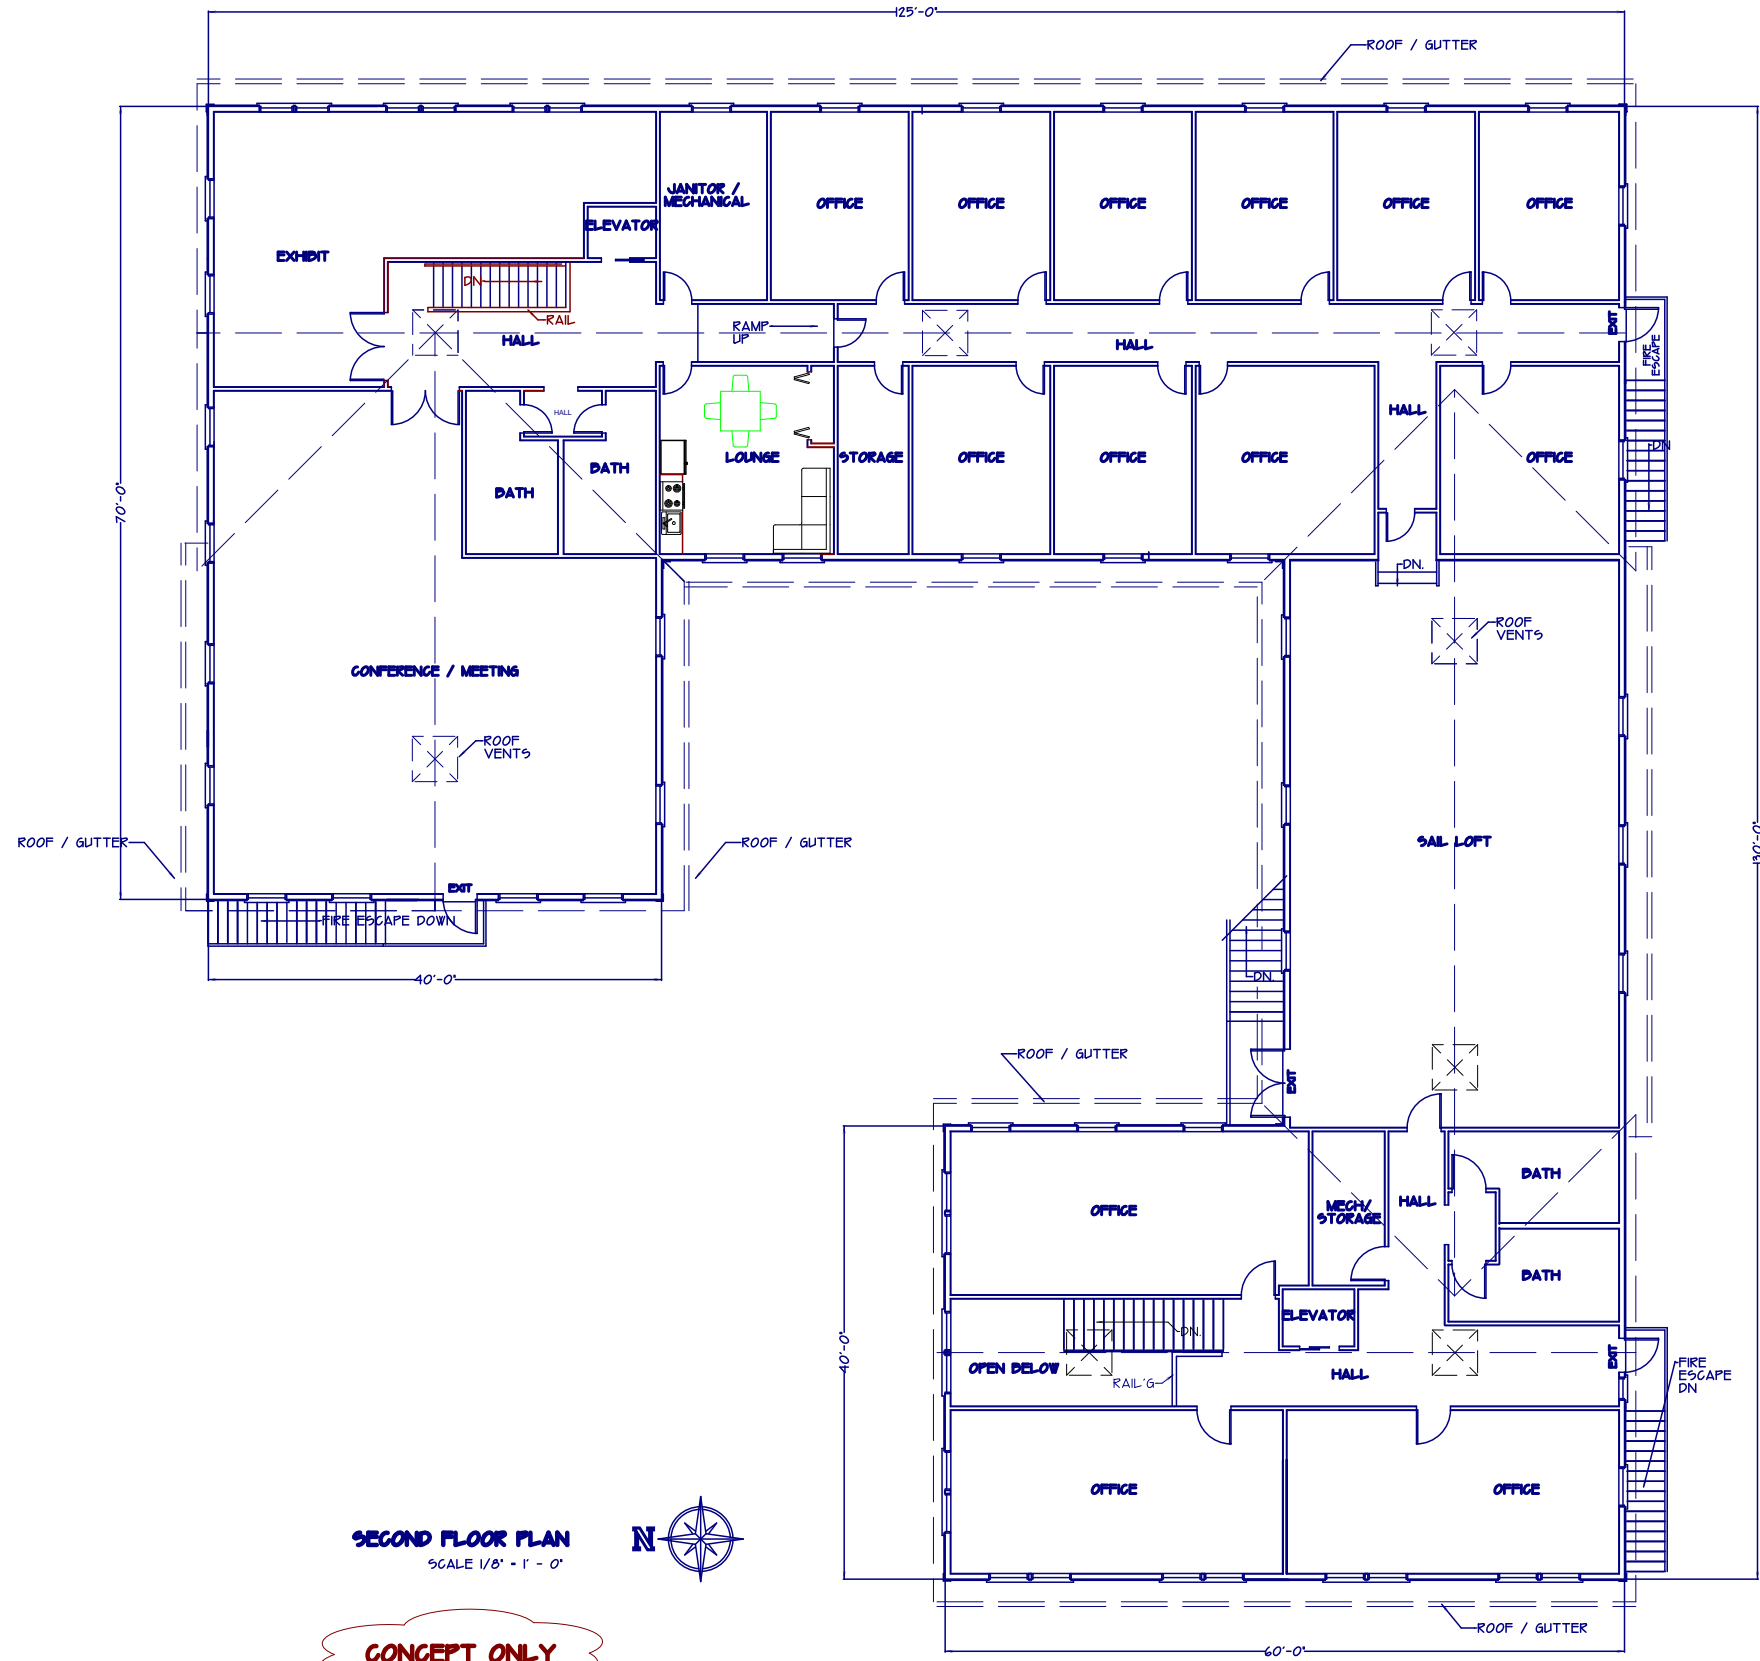 125'-0"
ROOF / GUTTER
JANITOR /
MECHANICAL
OFFICE
OFFICE
OFFICE
OFFICE
OFFICE
OFFICE
ELEVATOR
EXHIBIT
DN
RAIL
HALL
RAMP
UP
HALL
EXIT
FIRE
ESCAPE
HALL
HALL
LOUNGE
STORAGE
OFFICE
OFFICE
OFFICE
OFFICE
DN
BATH
BATH
70'-0"
DN.
ROOF
VENTS
CONFERENCE / MEETING
ROOF
VENTS
ROOF / GUTTER
ROOF / GUTTER
SAIL LOFT
130'-0"
EXIT
FIRE ESCAPE DOWN
40'-0"
DN.
ROOF / GUTTER
EXIT
BATH
OFFICE
MECH/
STORAGE
HALL
BATH
ELEVATOR
DN.
40'-0"
OPEN BELOW
RAIL'G
HALL
EXIT
FIRE
ESCAPE
DN
OFFICE
OFFICE
SECOND FLOOR PLAN
SCALE 1/8" = 1' - 0"
N
ROOF / GUTTER
60'-0"
CONCEPT ONLY